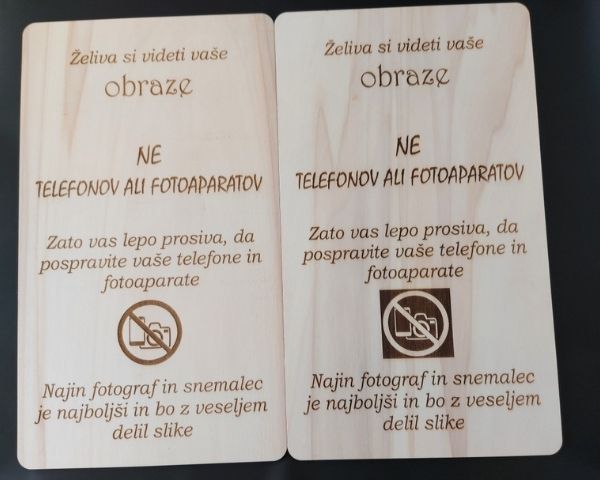 Želiva si videti vaše
obraze
NE
TELEFONOV ALI FOTOAPARATOV
Zato vas lepo prosiva, da
pospravite vaše telefone in
fotoaparate
Najin fotograf in snemalec
je najboljši in bo z veseljem
delil slike
Želiva si videti vaše
obraze
NE
TELEFONOV ALI FOTOAPARATOV
Zato vas lepo prosiva, da
pospravite vaše telefone in
fotoaparate
Najin fotograf in snemalec
je najboljši in bo z veseljem
delil slike